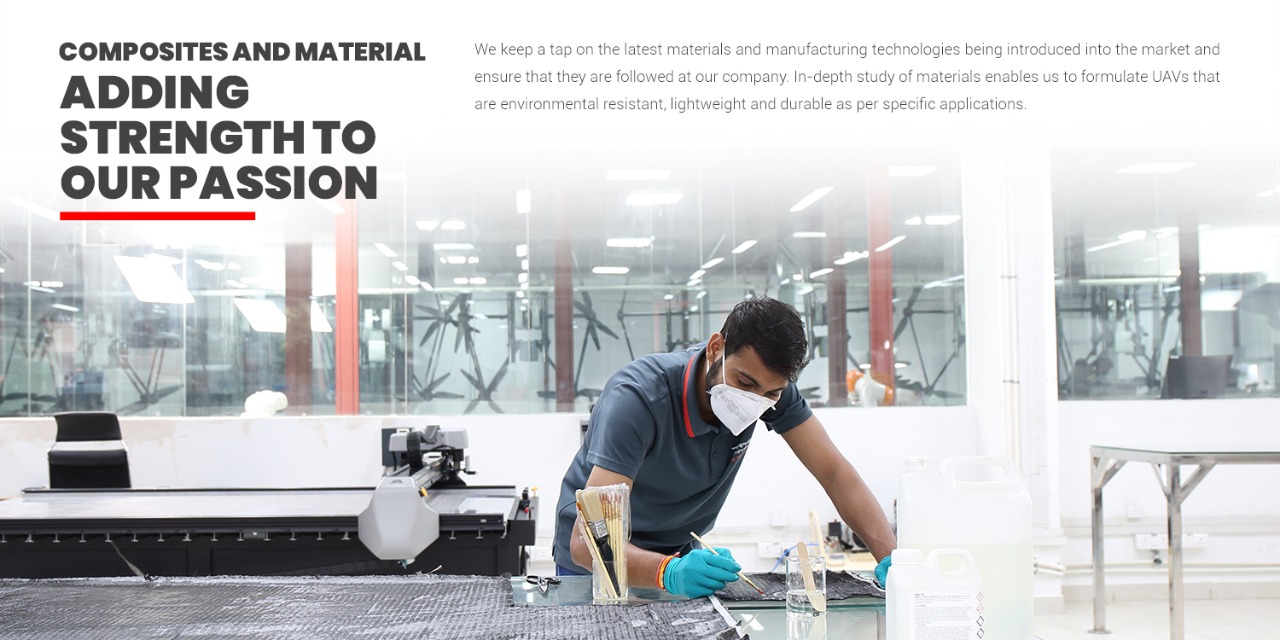 COMPOSITES AND MATERIAL
ADDING
STRENGTH TO
OUR PASSION
We keep a tap on the latest materials and manufacturing technologies being introduced into the market and
ensure that they are followed at our company. In-depth study of materials enables us to formulate UAVs that
are environmental resistant, lightweight and durable as per specific applications.